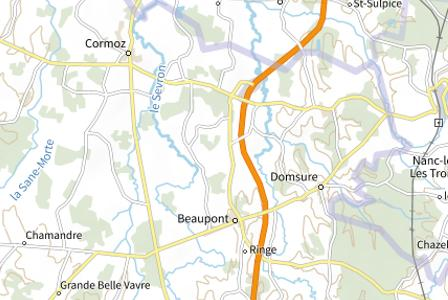 St-Sulpice
Cormoz
le Sevron
la Sane-Morte
Nanc-l
Les Tro
Domsure
Beaupont
Chamandre
Ringe
Chazel
Grande Belle Vavre